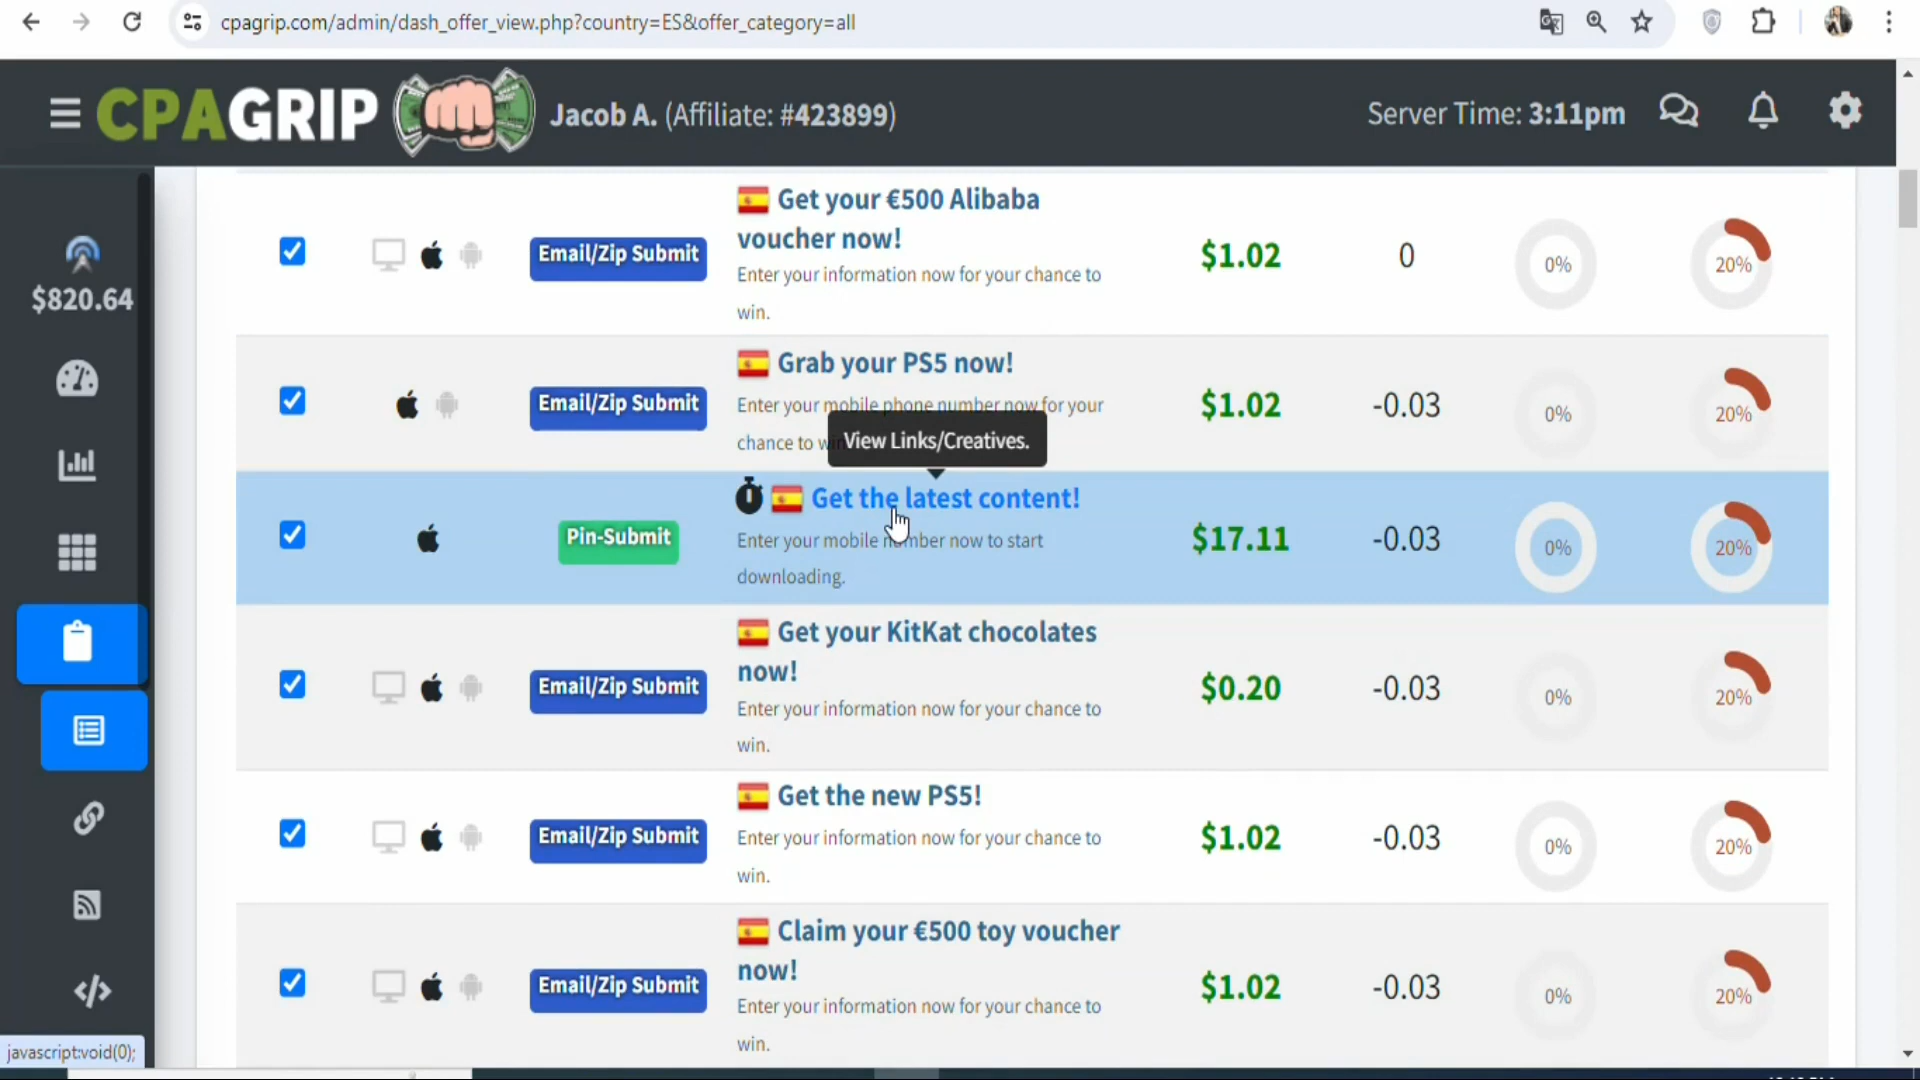 cpagrip.com/admin/dash_offer_view.php?country=ES&offer_category=all
CPAGRIP
Jacob A. (Affiliate: #423899)
Server Time: 3:11pm
$820.64
Email/Zip Submit
Get your €500 Alibaba
voucher now!
Enter your information now for your chance to
win.
$1.02
0
0%
20%
Email/Zip Submit
Grab your PS5 now!
Enter your mobile phone number now for your
chance to
$1.02
-0.03
0%
20%
View Links/Creatives.
Pin-Submit
Get the latest content!
Enter your mobile number now to start
downloading.
$17.11
-0.03
0%
20%
Email/Zip Submit
Get your KitKat chocolates
now!
Enter your information now for your chance to
win.
$0.20
-0.03
0%
20%
Email/Zip Submit
Get the new PS5!
Enter your information now for your chance to
win.
$1.02
-0.03
0%
20%
Email/Zip Submit
Claim your €500 toy voucher
now!
Enter your information now for your chance to
win.
$1.02
-0.03
0%
20%
javascript:void(0);